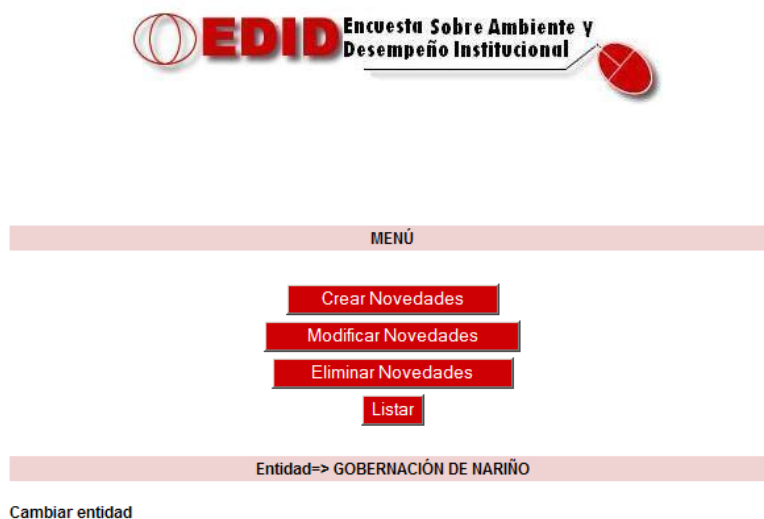 EDID Encuesta Sobre Ambiente y
Desempeño Institucional
MENÚ
Crear Novedades
Modificar Novedades
Eliminar Novedades
Listar
Entidad=> GOBERNACIÓN DE NARIÑO
Cambiar entidad